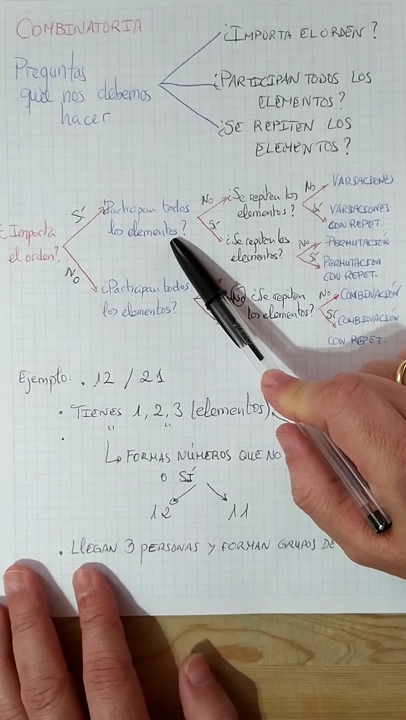 COMBINATORIA
Preguntas
que nos debemos
hacer
¿IMPORTA EL ORDEN?
¿PARTICIPAN TODOS LOS
ELEMENTOS?
¿SE REPITEN LOS
ELEMENTOS?
¿Importa
el orden?
SÍ
NO
¿Participan todos
los elementos?
NO
SÍ
¿Se repiten los
elementos?
NO
VARIACIONES
SÍ
VARIACIONES
CON REPET.
¿Se repiten los
elementos?
NO
PERMUTACIÓN
SÍ
PERMUTACIÓN
CON REPET.
¿Participan todos
los elementos?
NO
¿Se repiten
los elementos?
NO
COMBINACIÓN
SÍ
COMBINACIÓN
CON REPET.
Ejemplo: . 12 / 21
. TIENES 1, 2, 3 (elementos).
" "
FORMAS NÚMEROS QUE NO
O SÍ
12 11
. LLEGAN 3 PERSONAS Y FORMAN GRUPOS DE